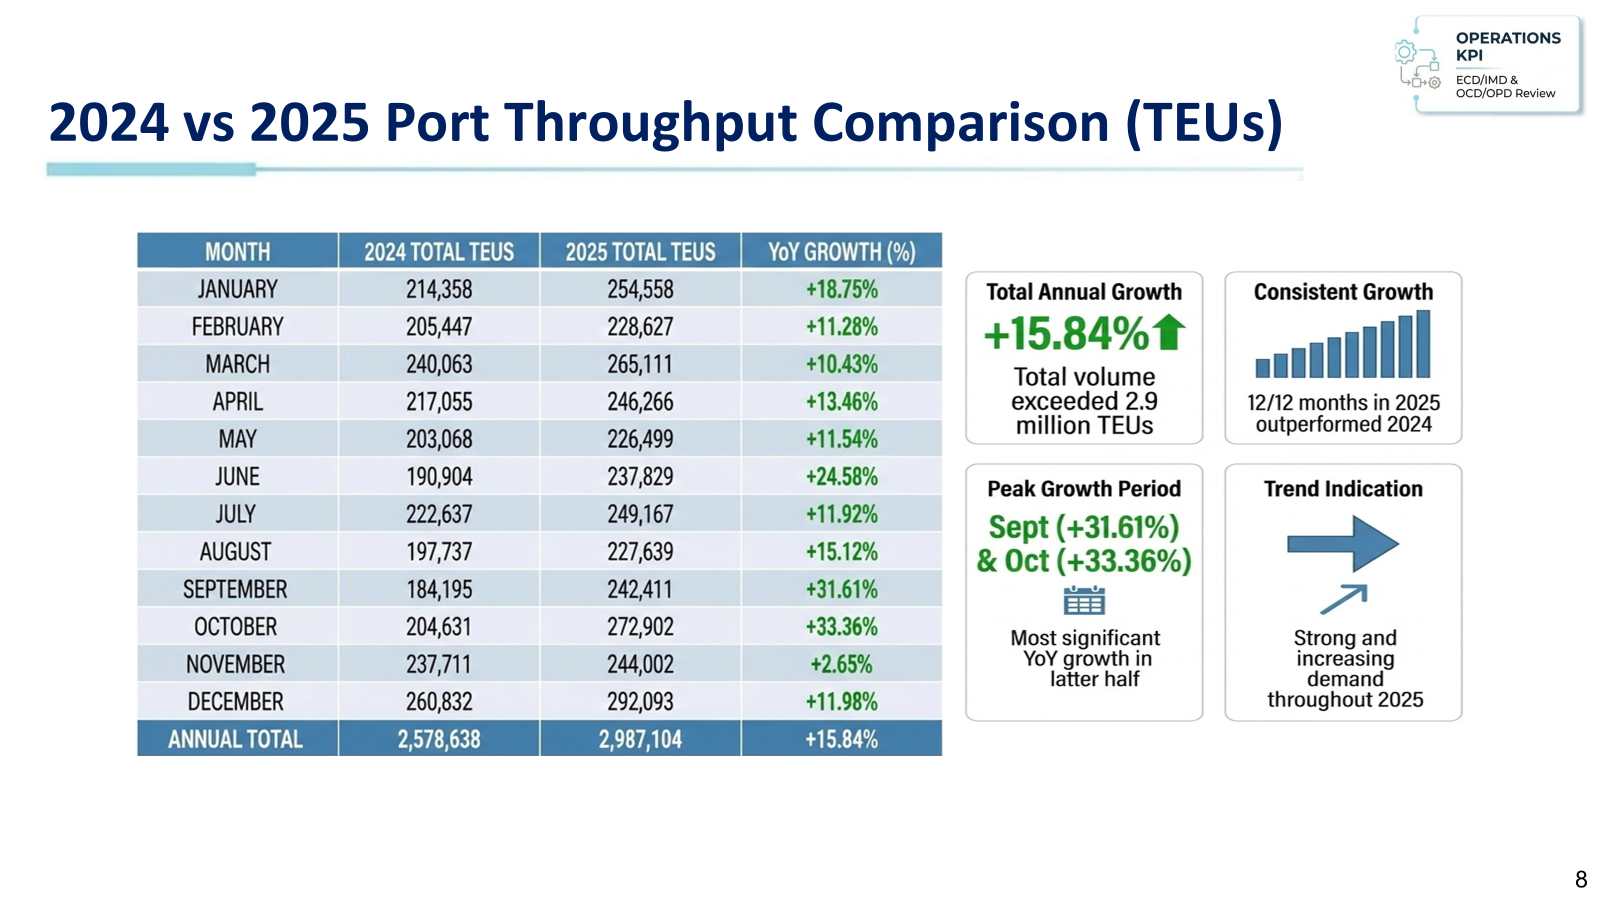 OPERATIONS
KPI
ECD/IMD &
OCD/OPD Review
2024 vs 2025 Port Throughput Comparison (TEUs)
MONTH 2024 TOTAL TEUS 2025 TOTAL TEUS YoY GROWTH (%)
JANUARY 214,358 254,558 +18.75%
FEBRUARY 205,447 228,627 +11.28%
MARCH 240,063 265,111 +10.43%
APRIL 217,055 246,266 +13.46%
MAY 203,068 226,499 +11.54%
JUNE 190,904 237,829 +24.58%
JULY 222,637 249,167 +11.92%
AUGUST 197,737 227,639 +15.12%
SEPTEMBER 184,195 242,411 +31.61%
OCTOBER 204,631 272,902 +33.36%
NOVEMBER 237,711 244,002 +2.65%
DECEMBER 260,832 292,093 +11.98%
ANNUAL TOTAL 2,578,638 2,987,104 +15.84%
Total Annual Growth
+15.84%
Total volume
exceeded 2.9
million TEUs
Consistent Growth
12/12 months in 2025
outperformed 2024
Peak Growth Period
Sept (+31.61%)
& Oct (+33.36%)
Most significant
YoY growth in
latter half
Trend Indication
Strong and
increasing
demand
throughout 2025
8